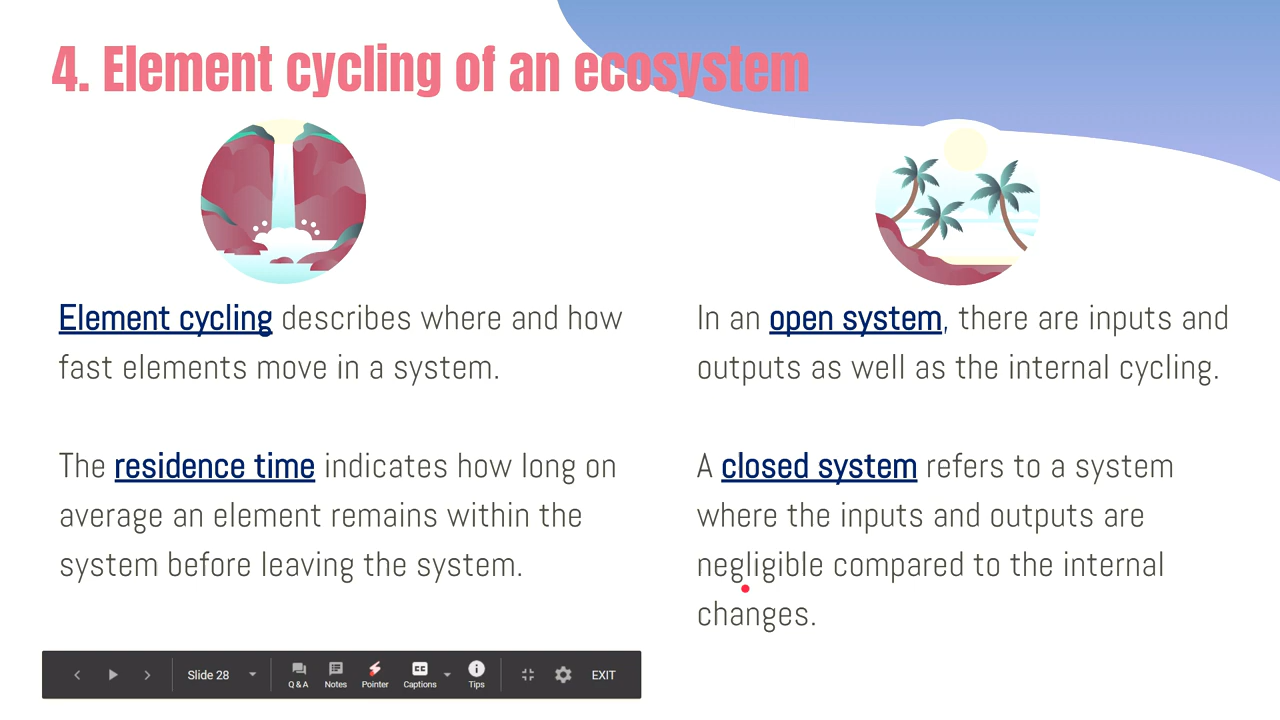 4. Element cycling of an ecosystem
Element cycling describes where and how
fast elements move in a system.
The residence time indicates how long on
average an element remains within the
system before leaving the system.
In an open system, there are inputs and
outputs as well as the internal cycling.
A closed system refers to a system
where the inputs and outputs are
negligible compared to the internal
changes.
Slide 28
Q & A
Notes
Pointer
CC
Captions
Tips
EXIT